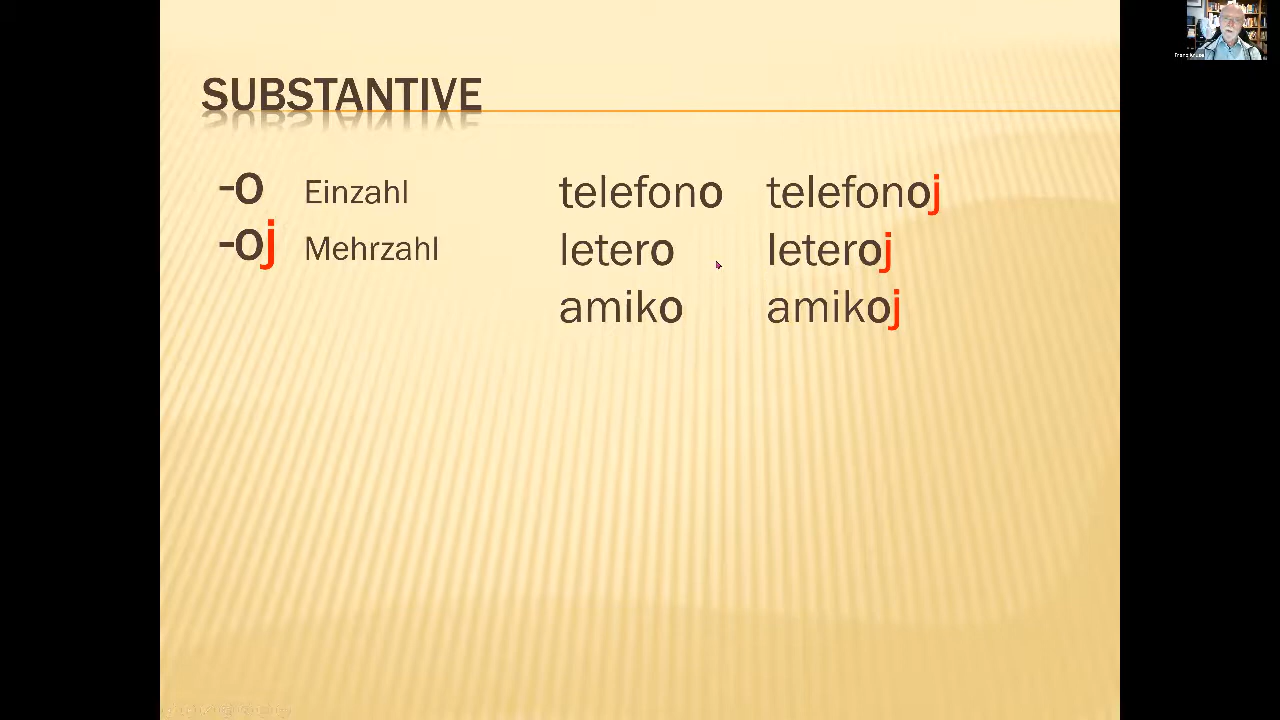 SUBSTANTIVE
-o Einzahl telefono telefonoj
-oj Mehrzahl letero leteroj
amiko amikoj